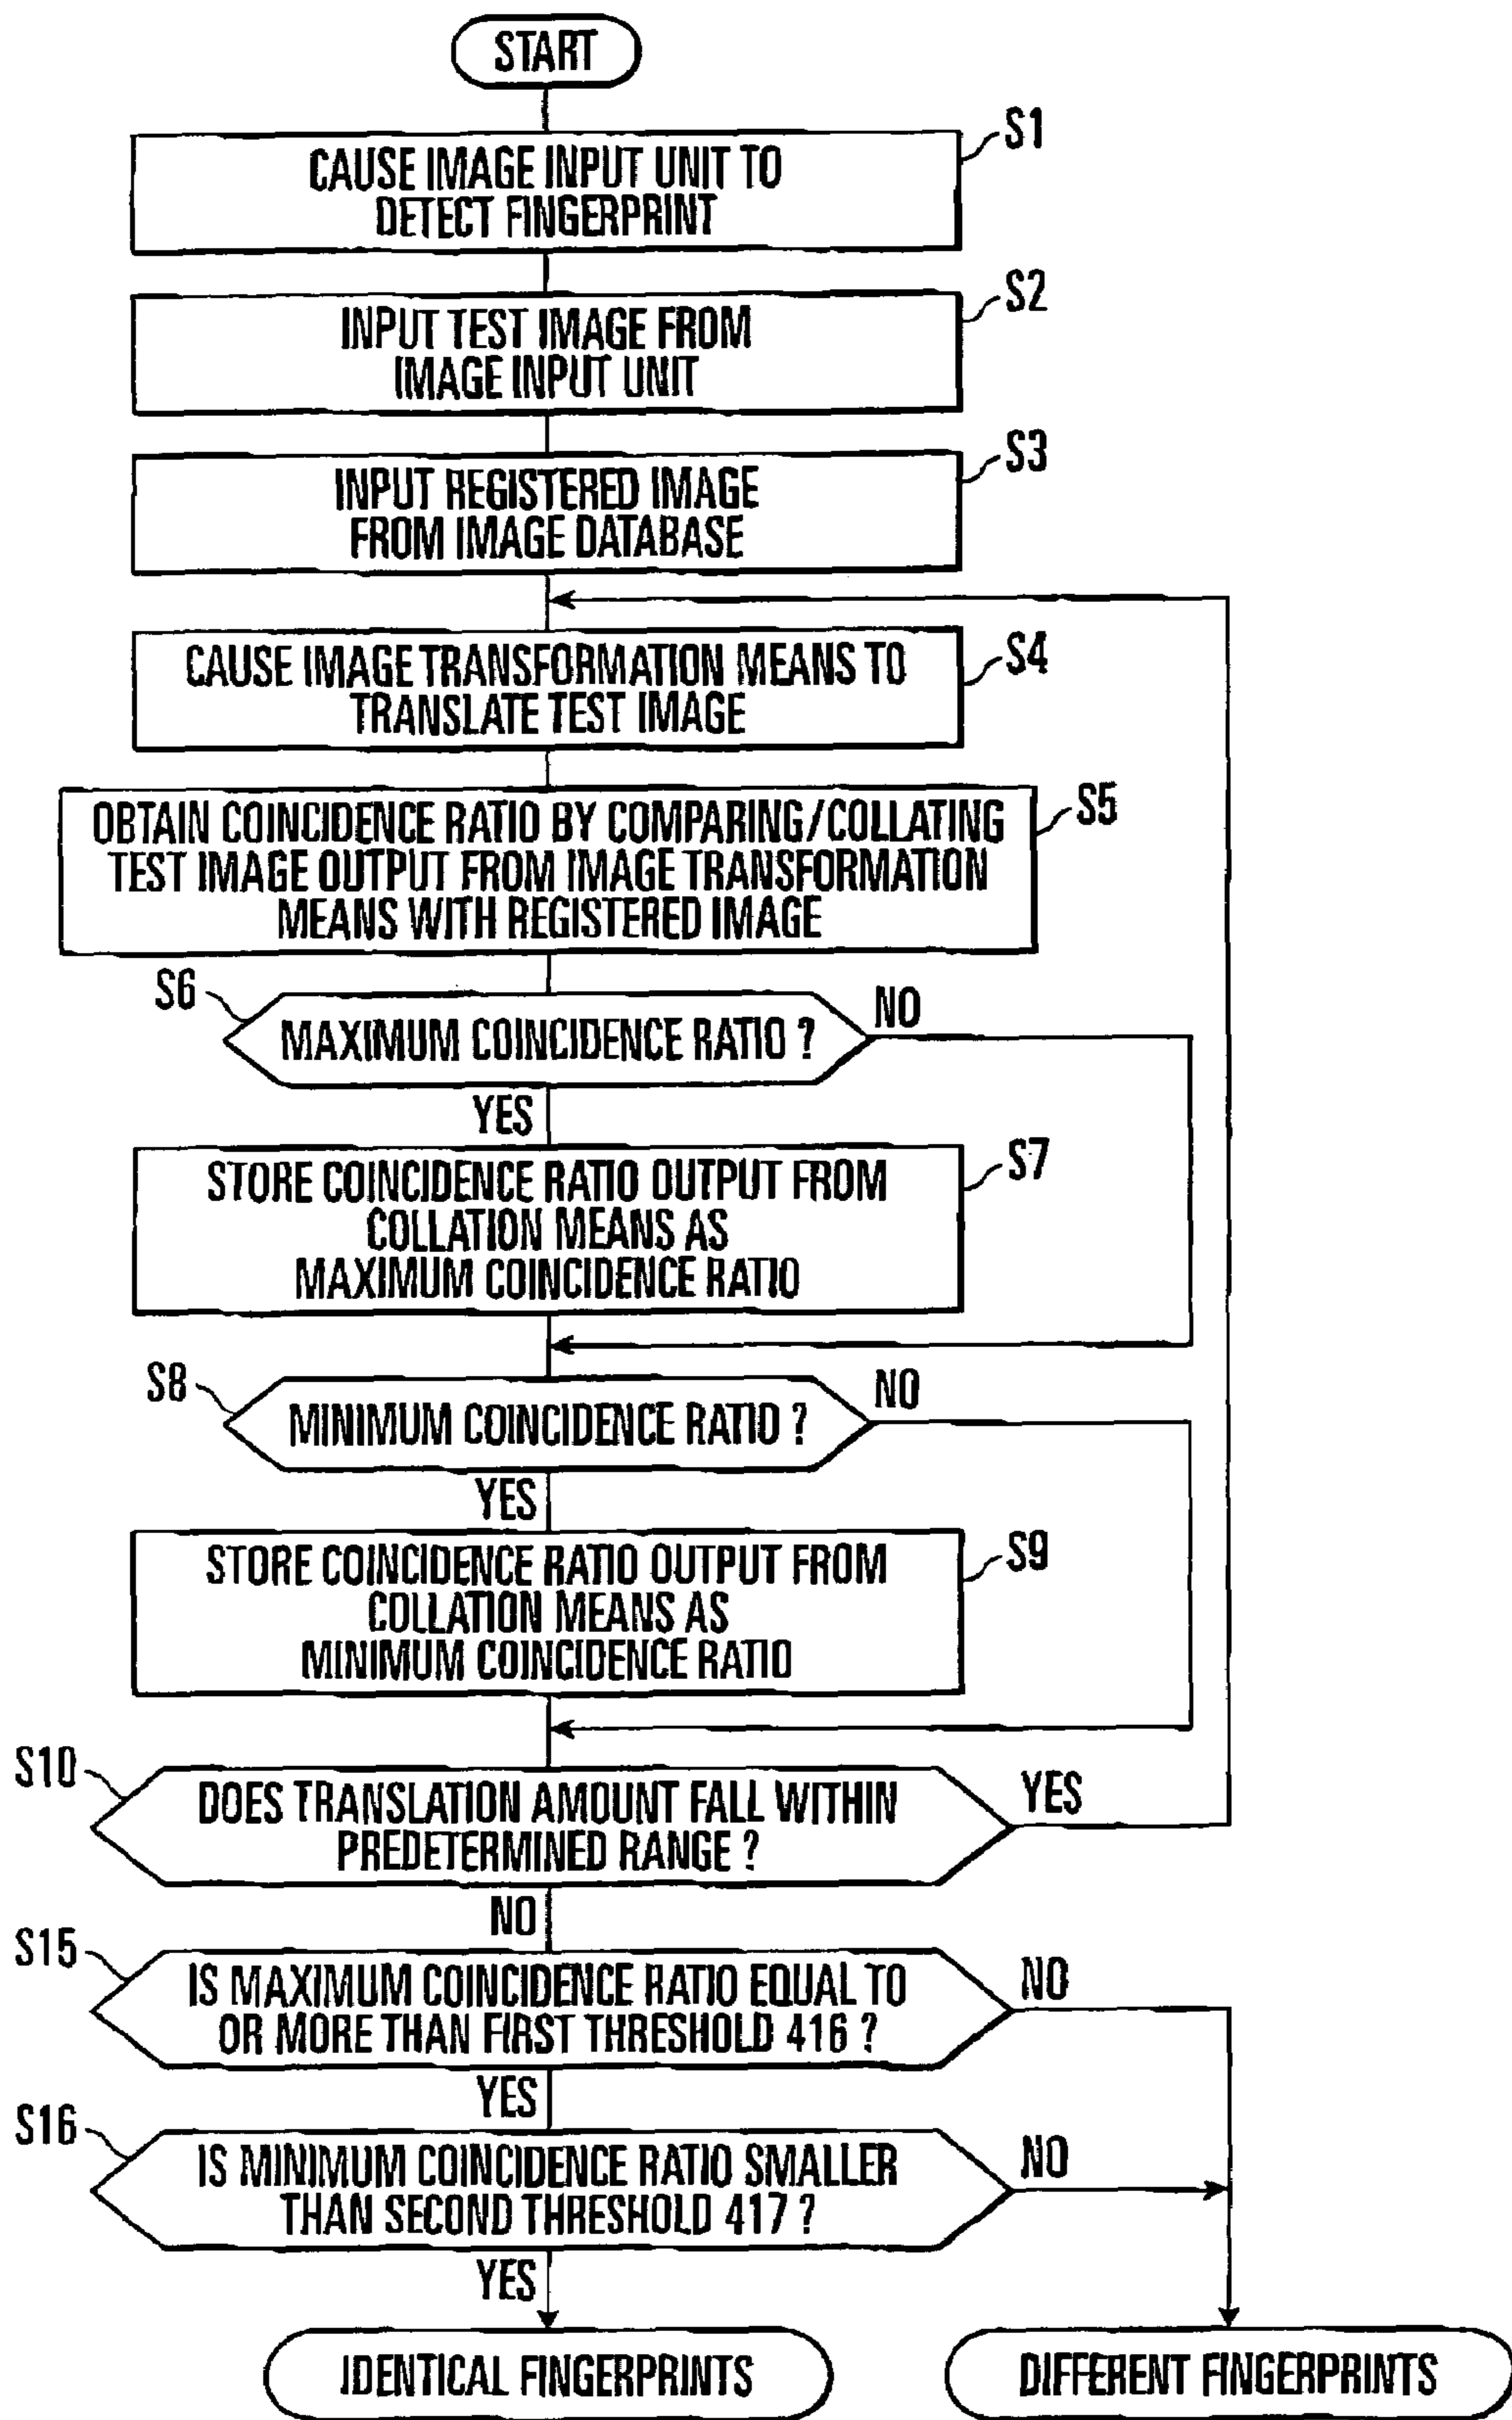 START
S1
CAUSE IMAGE INPUT UNIT TO
DETECT FINGERPRINT
S2
INPUT TEST IMAGE FROM
IMAGE INPUT UNIT
S3
INPUT REGISTERED IMAGE
FROM IMAGE DATABASE
S4
CAUSE IMAGE TRANSFORMATION MEANS TO
TRANSLATE TEST IMAGE
S5
OBTAIN COINCIDENCE RATIO BY COMPARING/COLLATING
TEST IMAGE OUTPUT FROM IMAGE TRANSFORMATION
MEANS WITH REGISTERED IMAGE
S6
NO
MAXIMUM COINCIDENCE RATIO ?
YES
S7
STORE COINCIDENCE RATIO OUTPUT FROM
COLLATION MEANS AS
MAXIMUM COINCIDENCE RATIO
S8
NO
MINIMUM COINCIDENCE RATIO ?
YES
S9
STORE COINCIDENCE RATIO OUTPUT FROM
COLLATION MEANS AS
MINIMUM COINCIDENCE RATIO
S10
YES
DOES TRANSLATION AMOUNT FALL WITHIN
PREDETERMINED RANGE ?
NO
S15
NO
IS MAXIMUM COINCIDENCE RATIO EQUAL TO
OR MORE THAN FIRST THRESHOLD 416 ?
YES
S16
NO
IS MINIMUM COINCIDENCE RATIO SMALLER
THAN SECOND THRESHOLD 417 ?
YES
IDENTICAL FINGERPRINTS
DIFFERENT FINGERPRINTS